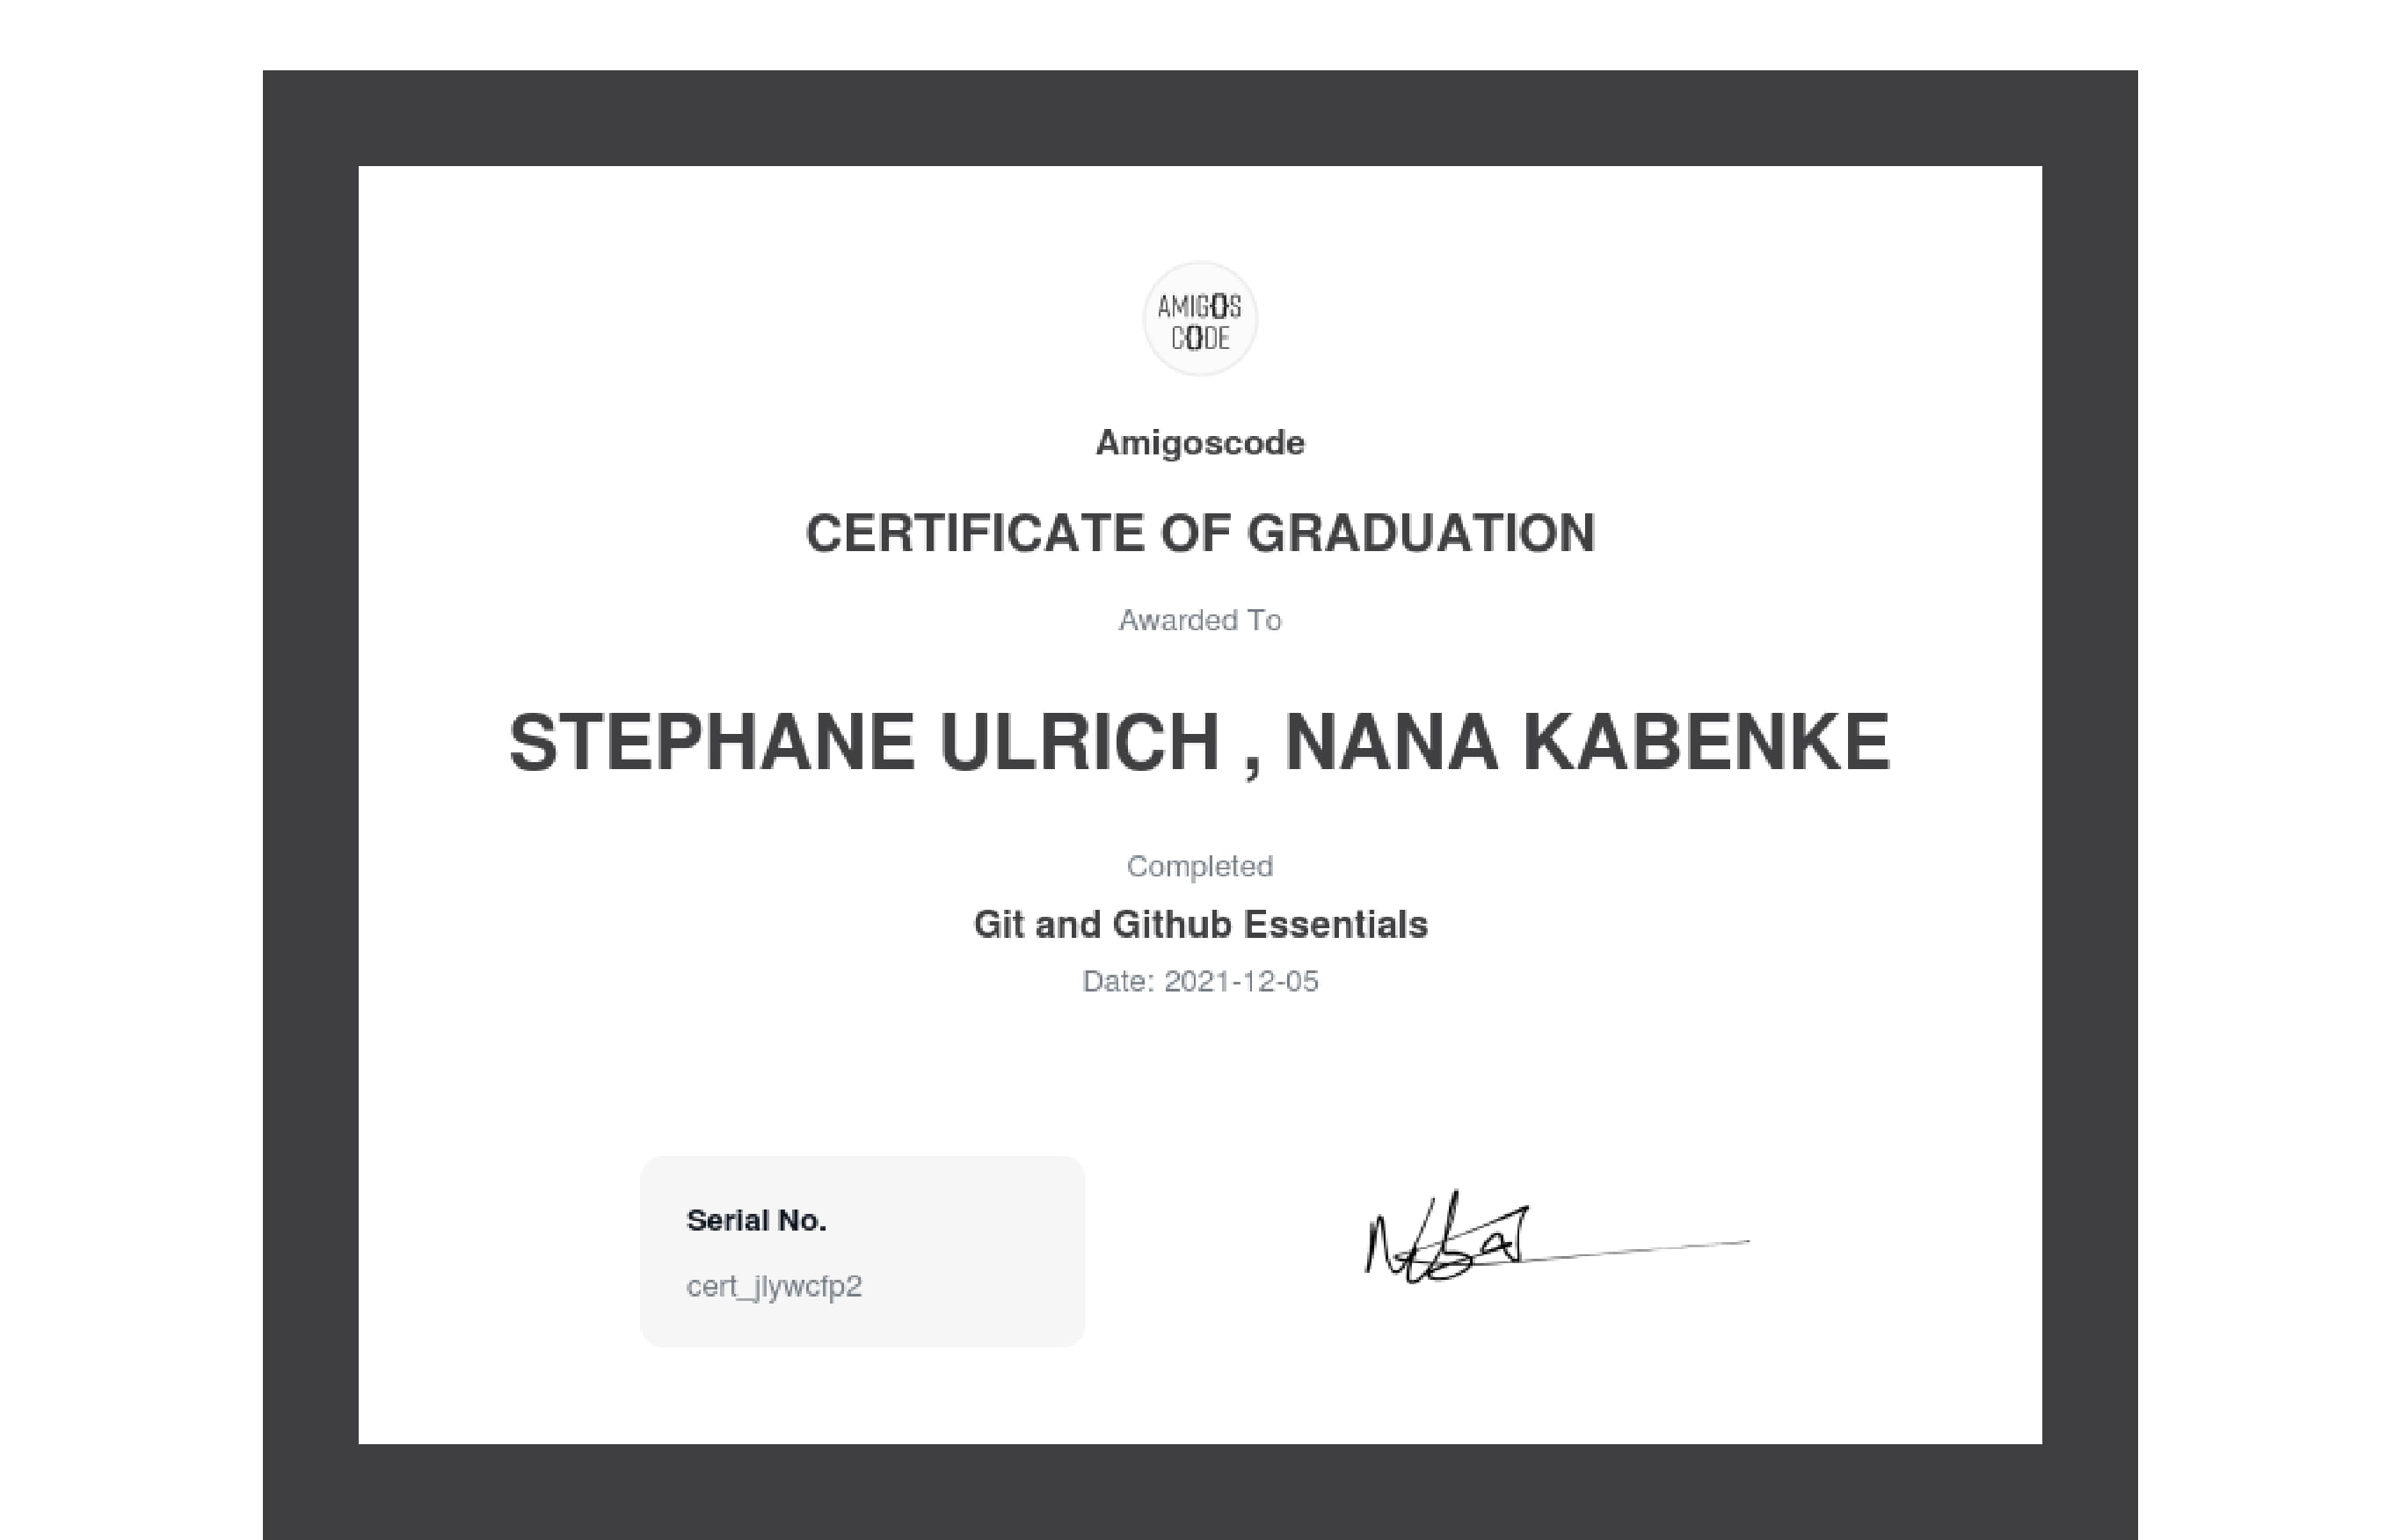 AMIGOS
CODE
Amigoscode
CERTIFICATE OF GRADUATION
Awarded To
STEPHANE ULRICH , NANA KABENKE
Completed
Git and Github Essentials
Date: 2021-12-05
Serial No.
cert_jlywcfp2